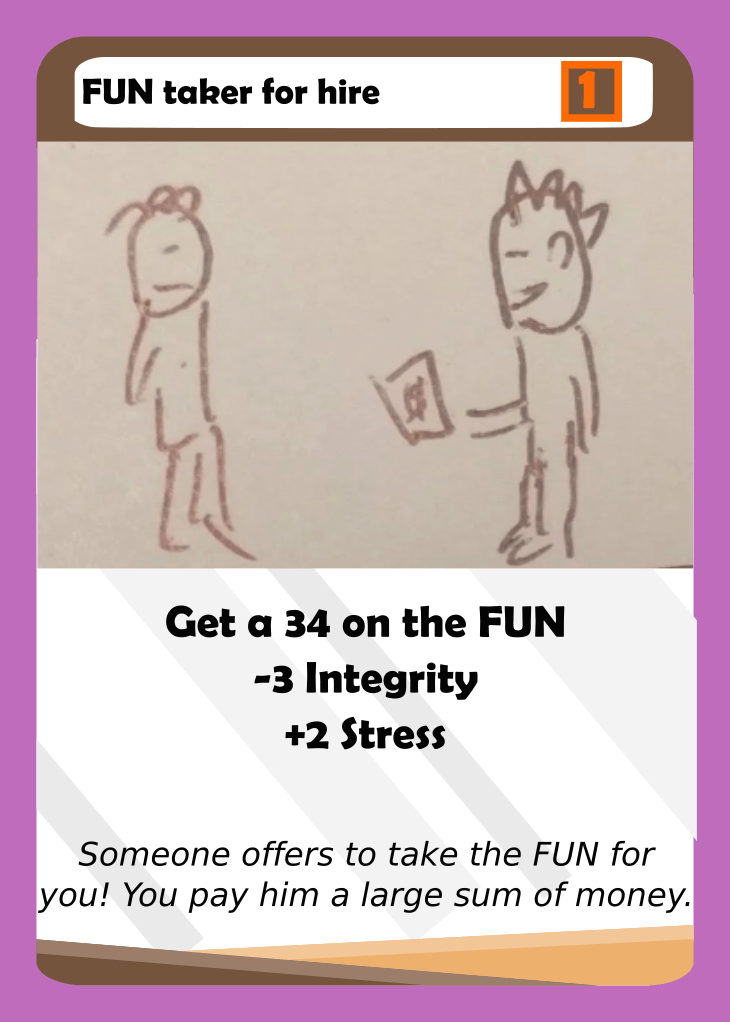 FUN taker for hire 1
Get a 34 on the FUN
-3 Integrity
+2 Stress
Someone offers to take the FUN for
you! You pay him a large sum of money.